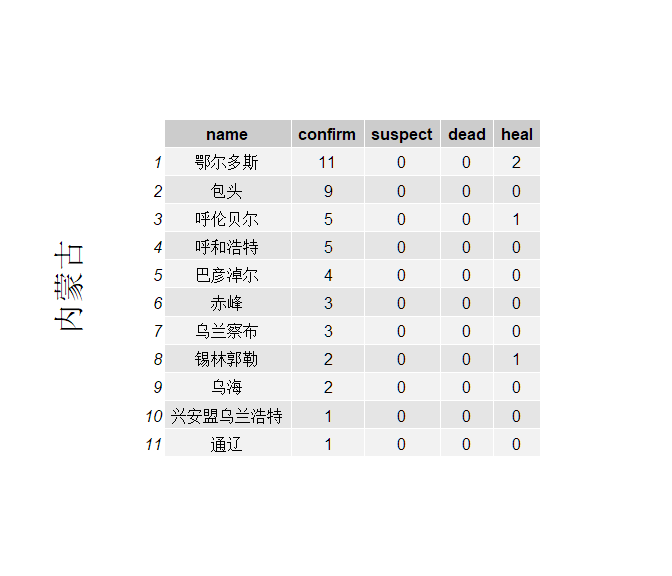 内蒙古
name confirm suspect dead heal
1 鄂尔多斯 11 0 0 2
2 包头 9 0 0 0
3 呼伦贝尔 5 0 0 1
4 呼和浩特 5 0 0 0
5 巴彦淖尔 4 0 0 0
6 赤峰 3 0 0 0
7 乌兰察布 3 0 0 0
8 锡林郭勒 2 0 0 1
9 乌海 2 0 0 0
10 兴安盟乌兰浩特 1 0 0 0
11 通辽 1 0 0 0